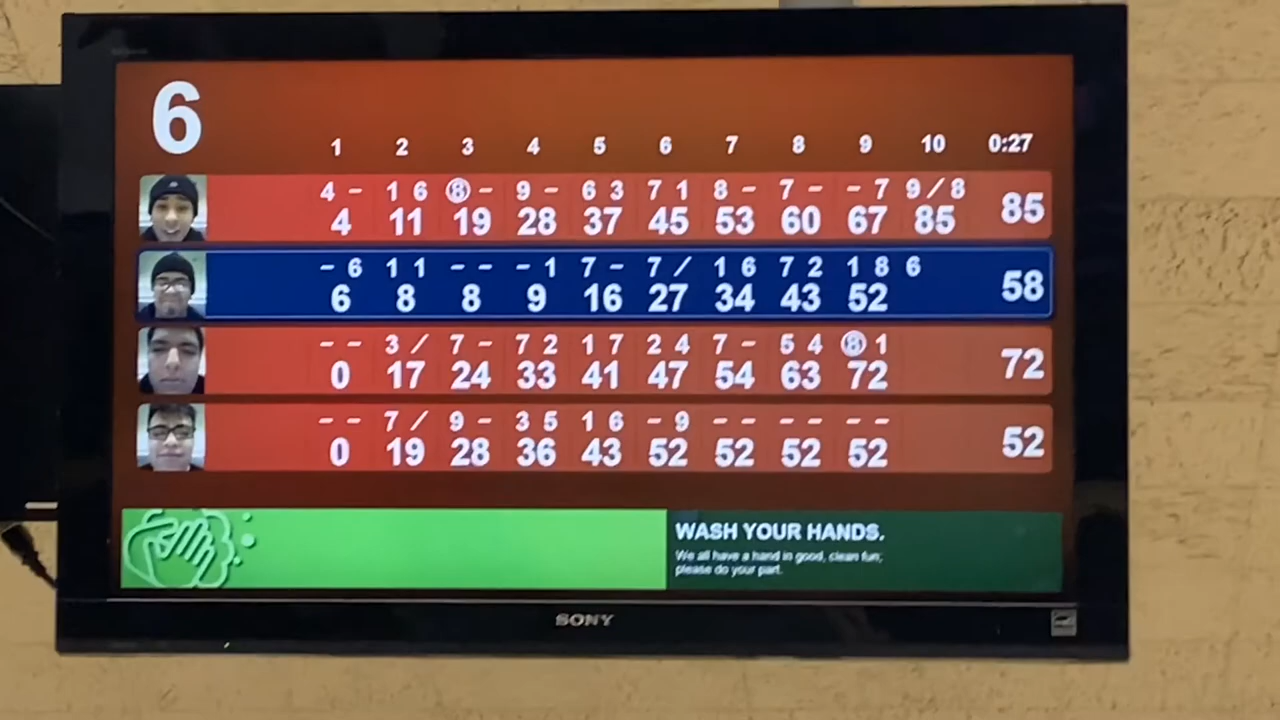 6
1 2 3 4 5 6 7 8 9 10 0:27
4 - 1 6 ⑧ - 9 - 6 3 7 1 8 - 7 - - 7 9 / 8
4 11 19 28 37 45 53 60 67 85 85
- 6 1 1 - - - 1 7 - 7 / 1 6 7 2 1 8 6
6 8 8 9 16 27 34 43 52 58
- - 3 / 7 - 7 2 1 7 2 4 7 - 5 4 ⑧ 1
0 17 24 33 41 47 54 63 72 72
- - 7 / 9 - 3 5 1 6 - 9 - - - - - -
0 19 28 36 43 52 52 52 52 52
WASH YOUR HANDS.
We all have a hand in good, clean fun;
please do your part.
SONY